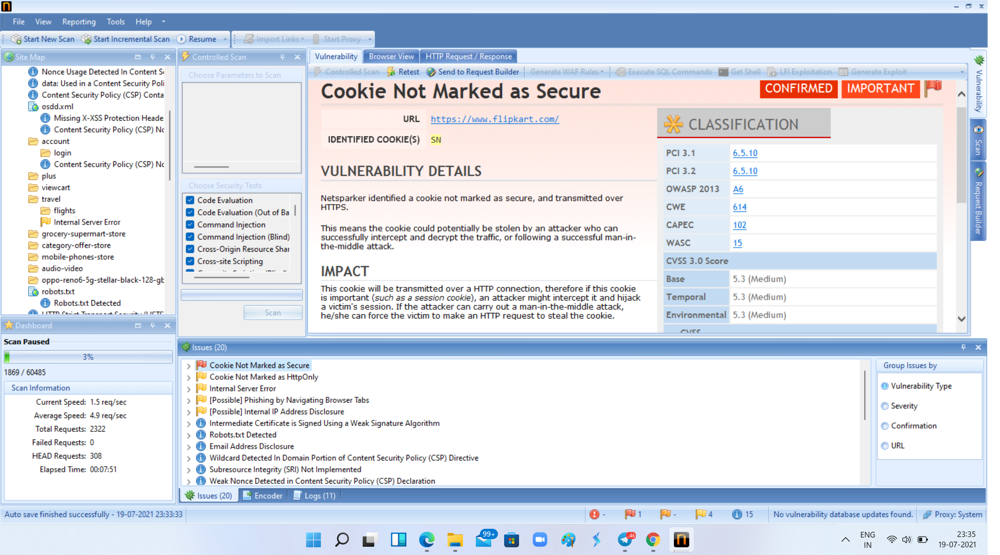 File View Reporting Tools Help
Start New Scan Start Incremental Scan Resume Import Links Start Proxy
Site Map
Nonce Usage Detected In Content S
data: Used in a Content Security Poli
Content Security Policy (CSP) Conta
osdd.xml
Missing X-XSS Protection Heade
Content Security Policy (CSP) Nc
account
login
Content Security Policy (CSP) Nc
plus
viewcart
travel
flights
Internal Server Error
grocery-supermart-store
category-offer-store
mobile-phones-store
audio-video
oppo-reno6-5g-stellar-black-128-gb
robots.txt
Robots.txt Detected
HTTP Strict Transport Security (HSTS
Controlled Scan
Choose Parameters to Scan
Choose Security Tests
Code Evaluation
Code Evaluation (Out of Ba
Command Injection
Command Injection (Blind)
Cross-Origin Resource Shar
Cross-site Scripting
Scan
Vulnerability Browser View HTTP Request / Response
Controlled Scan Retest Send to Request Builder Generate WAF Rules Execute SQL Commands Get Shell LFI Exploitation Generate Exploit
Cookie Not Marked as Secure
CONFIRMED IMPORTANT
URL https://www.flipkart.com/
IDENTIFIED COOKIE(S) SN
VULNERABILITY DETAILS
Netsparker identified a cookie not marked as secure, and transmitted over
HTTPS.
This means the cookie could potentially be stolen by an attacker who can
successfully intercept and decrypt the traffic, or following a successful man-in-
the-middle attack.
IMPACT
This cookie will be transmitted over a HTTP connection, therefore if this cookie
is important (such as a session cookie), an attacker might intercept it and hijack
a victim's session. If the attacker can carry out a man-in-the-middle attack,
he/she can force the victim to make an HTTP request to steal the cookie.
CLASSIFICATION
PCI 3.1 6.5.10
PCI 3.2 6.5.10
OWASP 2013 A6
CWE 614
CAPEC 102
WASC 15
CVSS 3.0 Score
Base 5.3 (Medium)
Temporal 5.3 (Medium)
Environmental 5.3 (Medium)
CVSS
Vulnerability
Scan
Request Builder
Dashboard
Scan Paused
3%
1869 / 60485
Scan Information
Current Speed: 1.5 req/sec
Average Speed: 4.9 req/sec
Total Requests: 2322
Failed Requests: 0
HEAD Requests: 308
Elapsed Time: 00:07:51
Issues (20)
Cookie Not Marked as Secure
Cookie Not Marked as HttpOnly
Internal Server Error
[Possible] Phishing by Navigating Browser Tabs
[Possible] Internal IP Address Disclosure
Intermediate Certificate is Signed Using a Weak Signature Algorithm
Robots.txt Detected
Email Address Disclosure
Wildcard Detected In Domain Portion of Content Security Policy (CSP) Directive
Subresource Integrity (SRI) Not Implemented
Weak Nonce Detected in Content Security Policy (CSP) Declaration
Group Issues by
Vulnerability Type
Severity
Confirmation
URL
Issues (20) Encoder Logs (11)
Auto save finished successfully - 19-07-2021 23:33:33
- 1 - 4 15 No vulnerability database updates found. Proxy: System
99+ 46
ENG
IN
23:35
19-07-2021